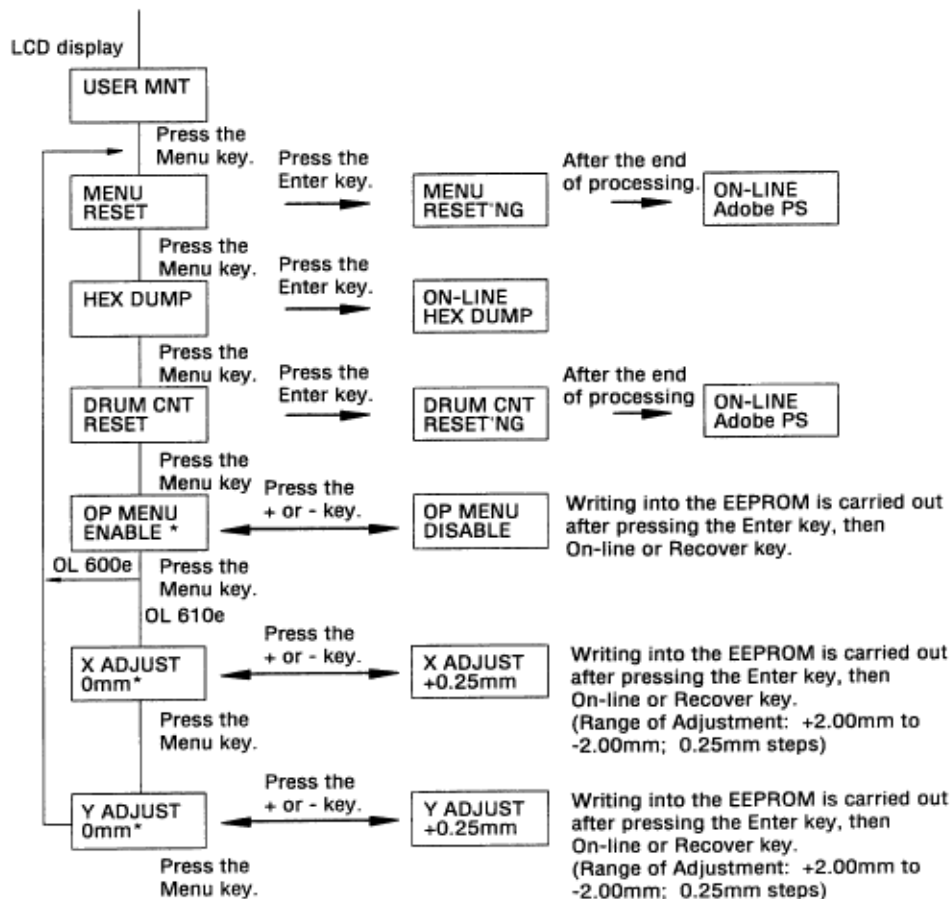 LCD display
USER MNT
Press the
Menu key.
Press the
Enter key.
After the end
of processing.
MENU
RESET
MENU
RESET'NG
ON-LINE
Adobe PS
Press the
Menu key.
Press the
Enter key.
HEX DUMP
ON-LINE
HEX DUMP
Press the
Menu key.
Press the
Enter key.
After the end
of processing
DRUM CNT
RESET
DRUM CNT
RESET'NG
ON-LINE
Adobe PS
Press the
Menu key
Press the
+ or - key.
OP MENU
ENABLE *
OP MENU
DISABLE
Writing into the EEPROM is carried out
after pressing the Enter key, then
On-line or Recover key.
OL 600e
Press the
Menu key.
OL 610e
Press the
+ or - key.
X ADJUST
0mm*
X ADJUST
+0.25mm
Writing into the EEPROM is carried out
after pressing the Enter key, then
On-line or Recover key.
(Range of Adjustment: +2.00mm to
-2.00mm; 0.25mm steps)
Press the
Menu key.
Press the
+ or - key.
Y ADJUST
0mm*
Y ADJUST
+0.25mm
Writing into the EEPROM is carried out
after pressing the Enter key, then
On-line or Recover key.
(Range of Adjustment: +2.00mm to
-2.00mm; 0.25mm steps)
Press the
Menu key.